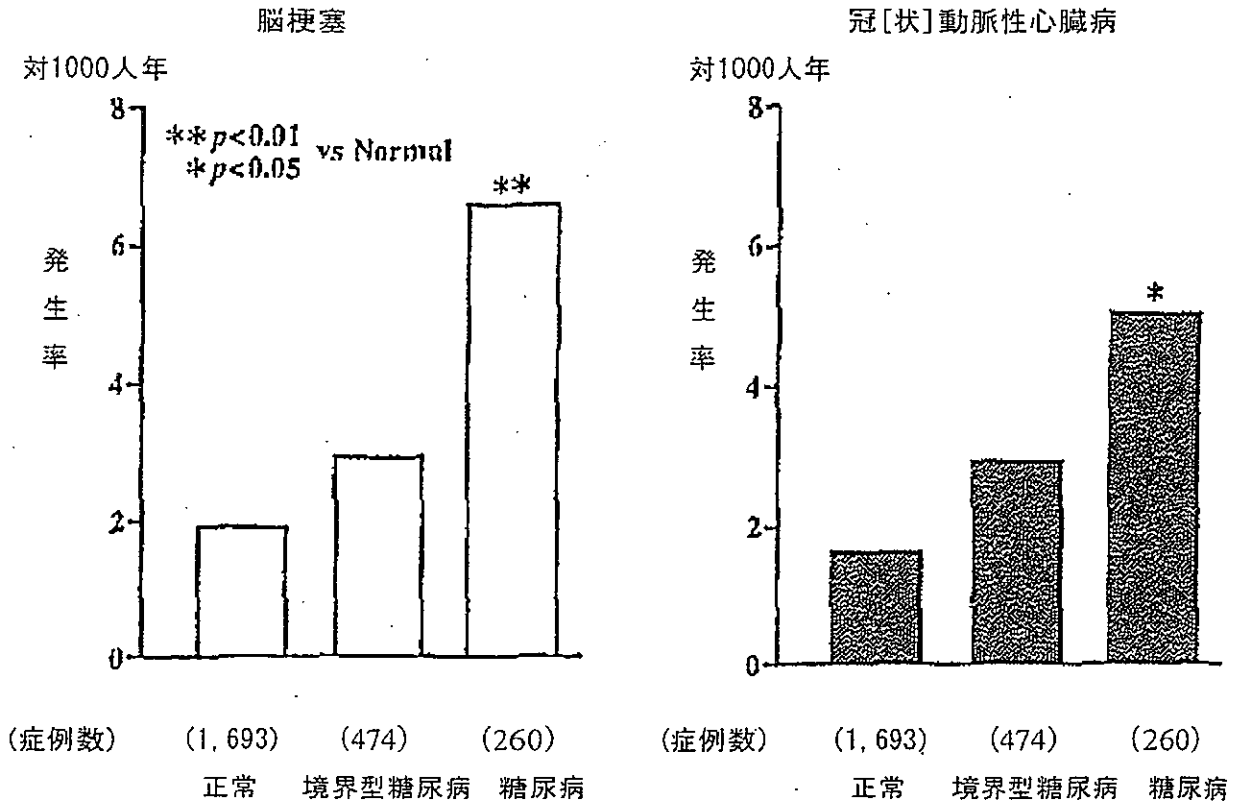 脳梗塞
対1000人年
8
6
4
2
0
発生率
**p<0.01
*p<0.05
vs Normal
**
(症例数) (1,693) (474) (260)
正常 境界型糖尿病 糖尿病
冠[状]動脈性心臓病
対1000人年
8
6
4
2
0
発生率
*
(症例数) (1,693) (474) (260)
正常 境界型糖尿病 糖尿病